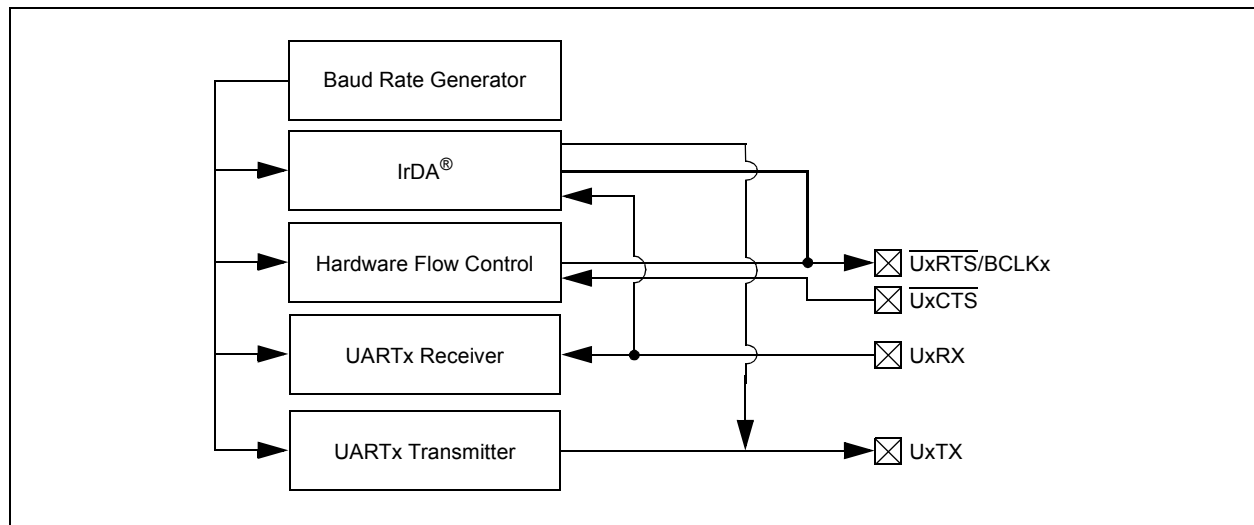 Baud Rate Generator
IrDA®
Hardware Flow Control
UxRTS/BCLKx
UxCTS
UARTx Receiver
UxRX
UARTx Transmitter
UxTX